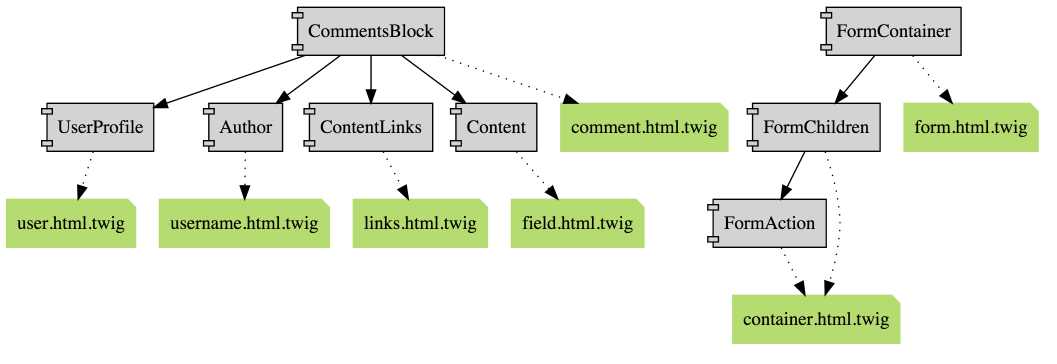 CommentsBlock
FormContainer
UserProfile
Author
ContentLinks
Content
comment.html.twig
FormChildren
form.html.twig
user.html.twig
username.html.twig
links.html.twig
field.html.twig
FormAction
container.html.twig